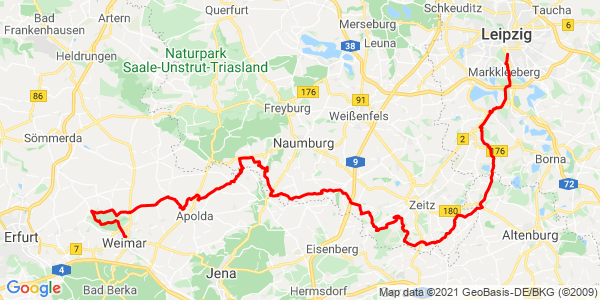 Bad
Frankenhausen
Artern
Querfurt
Schkeuditz
Taucha
Leipzig
Heldrungen
Naturpark
Saale-Unstrut-Triasland
38
Merseburg
Leuna
Markkleeberg
86
176
91
Freyburg
Weißenfels
Sömmerda
Naumburg
2
176
Borna
9
72
Zeitz
180
Apolda
Erfurt
7
Weimar
Eisenberg
Altenburg
4
Jena
Bad Berka
Hermsdorf
Google
Map data ©2021 GeoBasis-DE/BKG (©2009)